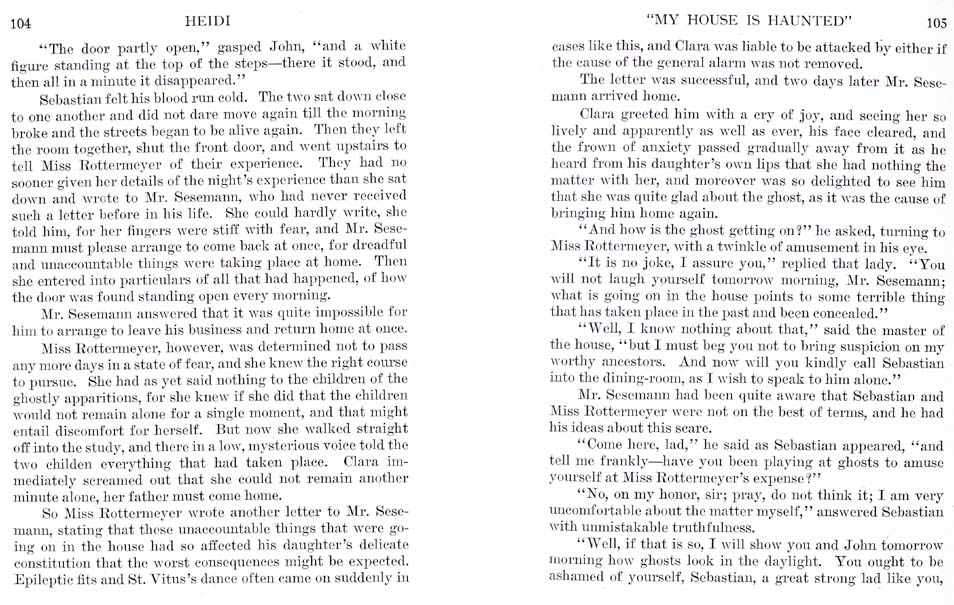 104 HEIDI
"The door partly open," gasped John, "and a white
figure standing at the top of the steps—there it stood, and
then all in a minute it disappeared."
Sebastian felt his blood run cold. The two sat down close
to one another and did not dare move again till the morning
broke and the streets began to be alive again. Then they left
the room together, shut the front door, and went upstairs to
tell Miss Rottermeyer of their experience. They had no
sooner given her details of the night's experience than she sat
down and wrote to Mr. Sesemann, who had never received
such a letter before in his life. She could hardly write, she
told him, for her fingers were stiff with fear, and Mr. Sese-
mann must please arrange to come back at once, for dreadful
and unaccountable things were taking place at home. Then
she entered into particulars of all that had happened, of how
the door was found standing open every morning.
Mr. Sesemann answered that it was quite impossible for
him to arrange to leave his business and return home at once.
Miss Rottermeyer, however, was determined not to pass
any more days in a state of fear, and she knew the right course
to pursue. She had as yet said nothing to the children of the
ghostly apparitions, for she knew if she did that the children
would not remain alone for a single moment, and that might
entail discomfort for herself. But now she walked straight
off into the study, and there in a low, mysterious voice told the
two childen everything that had taken place. Clara im-
mediately screamed out that she could not remain another
minute alone, her father must come home.
So Miss Rottermeyer wrote another letter to Mr. Sese-
mann, stating that these unaccountable things that were go-
ing on in the house had so affected his daughter's delicate
constitution that the worst consequences might be expected.
Epileptic fits and St. Vitus's dance often came on suddenly in
"MY HOUSE IS HAUNTED" 105
cases like this, and Clara was liable to be attacked by either if
the cause of the general alarm was not removed.
The letter was successful, and two days later Mr. Sese-
mann arrived home.
Clara greeted him with a cry of joy, and seeing her so
lively and apparently as well as ever, his face cleared, and
the frown of anxiety passed gradually away from it as he
heard from his daughter's own lips that she had nothing the
matter with her, and moreover was so delighted to see him
that she was quite glad about the ghost, as it was the cause of
bringing him home again.
"And how is the ghost getting on?" he asked, turning to
Miss Rottermeyer, with a twinkle of amusement in his eye.
"It is no joke, I assure you," replied that lady. "You
will not laugh yourself tomorrow morning, Mr. Sesemann;
what is going on in the house points to some terrible thing
that has taken place in the past and been concealed."
"Well, I know nothing about that," said the master of
the house, "but I must beg you not to bring suspicion on my
worthy ancestors. And now will you kindly call Sebastian
into the dining-room, as I wish to speak to him alone."
Mr. Sesemann had been quite aware that Sebastian and
Miss Rottermeyer were not on the best of terms, and he had
his ideas about this scare.
"Come here, lad," he said as Sebastian appeared, "and
tell me frankly—have you been playing at ghosts to amuse
yourself at Miss Rottermeyer's expense?"
"No, on my honor, sir; pray, do not think it; I am very
uncomfortable about the matter myself," answered Sebastian
with unmistakable truthfulness.
"Well, if that is so, I will show you and John tomorrow
morning how ghosts look in the daylight. You ought to be
ashamed of yourself, Sebastian, a great strong lad like you,